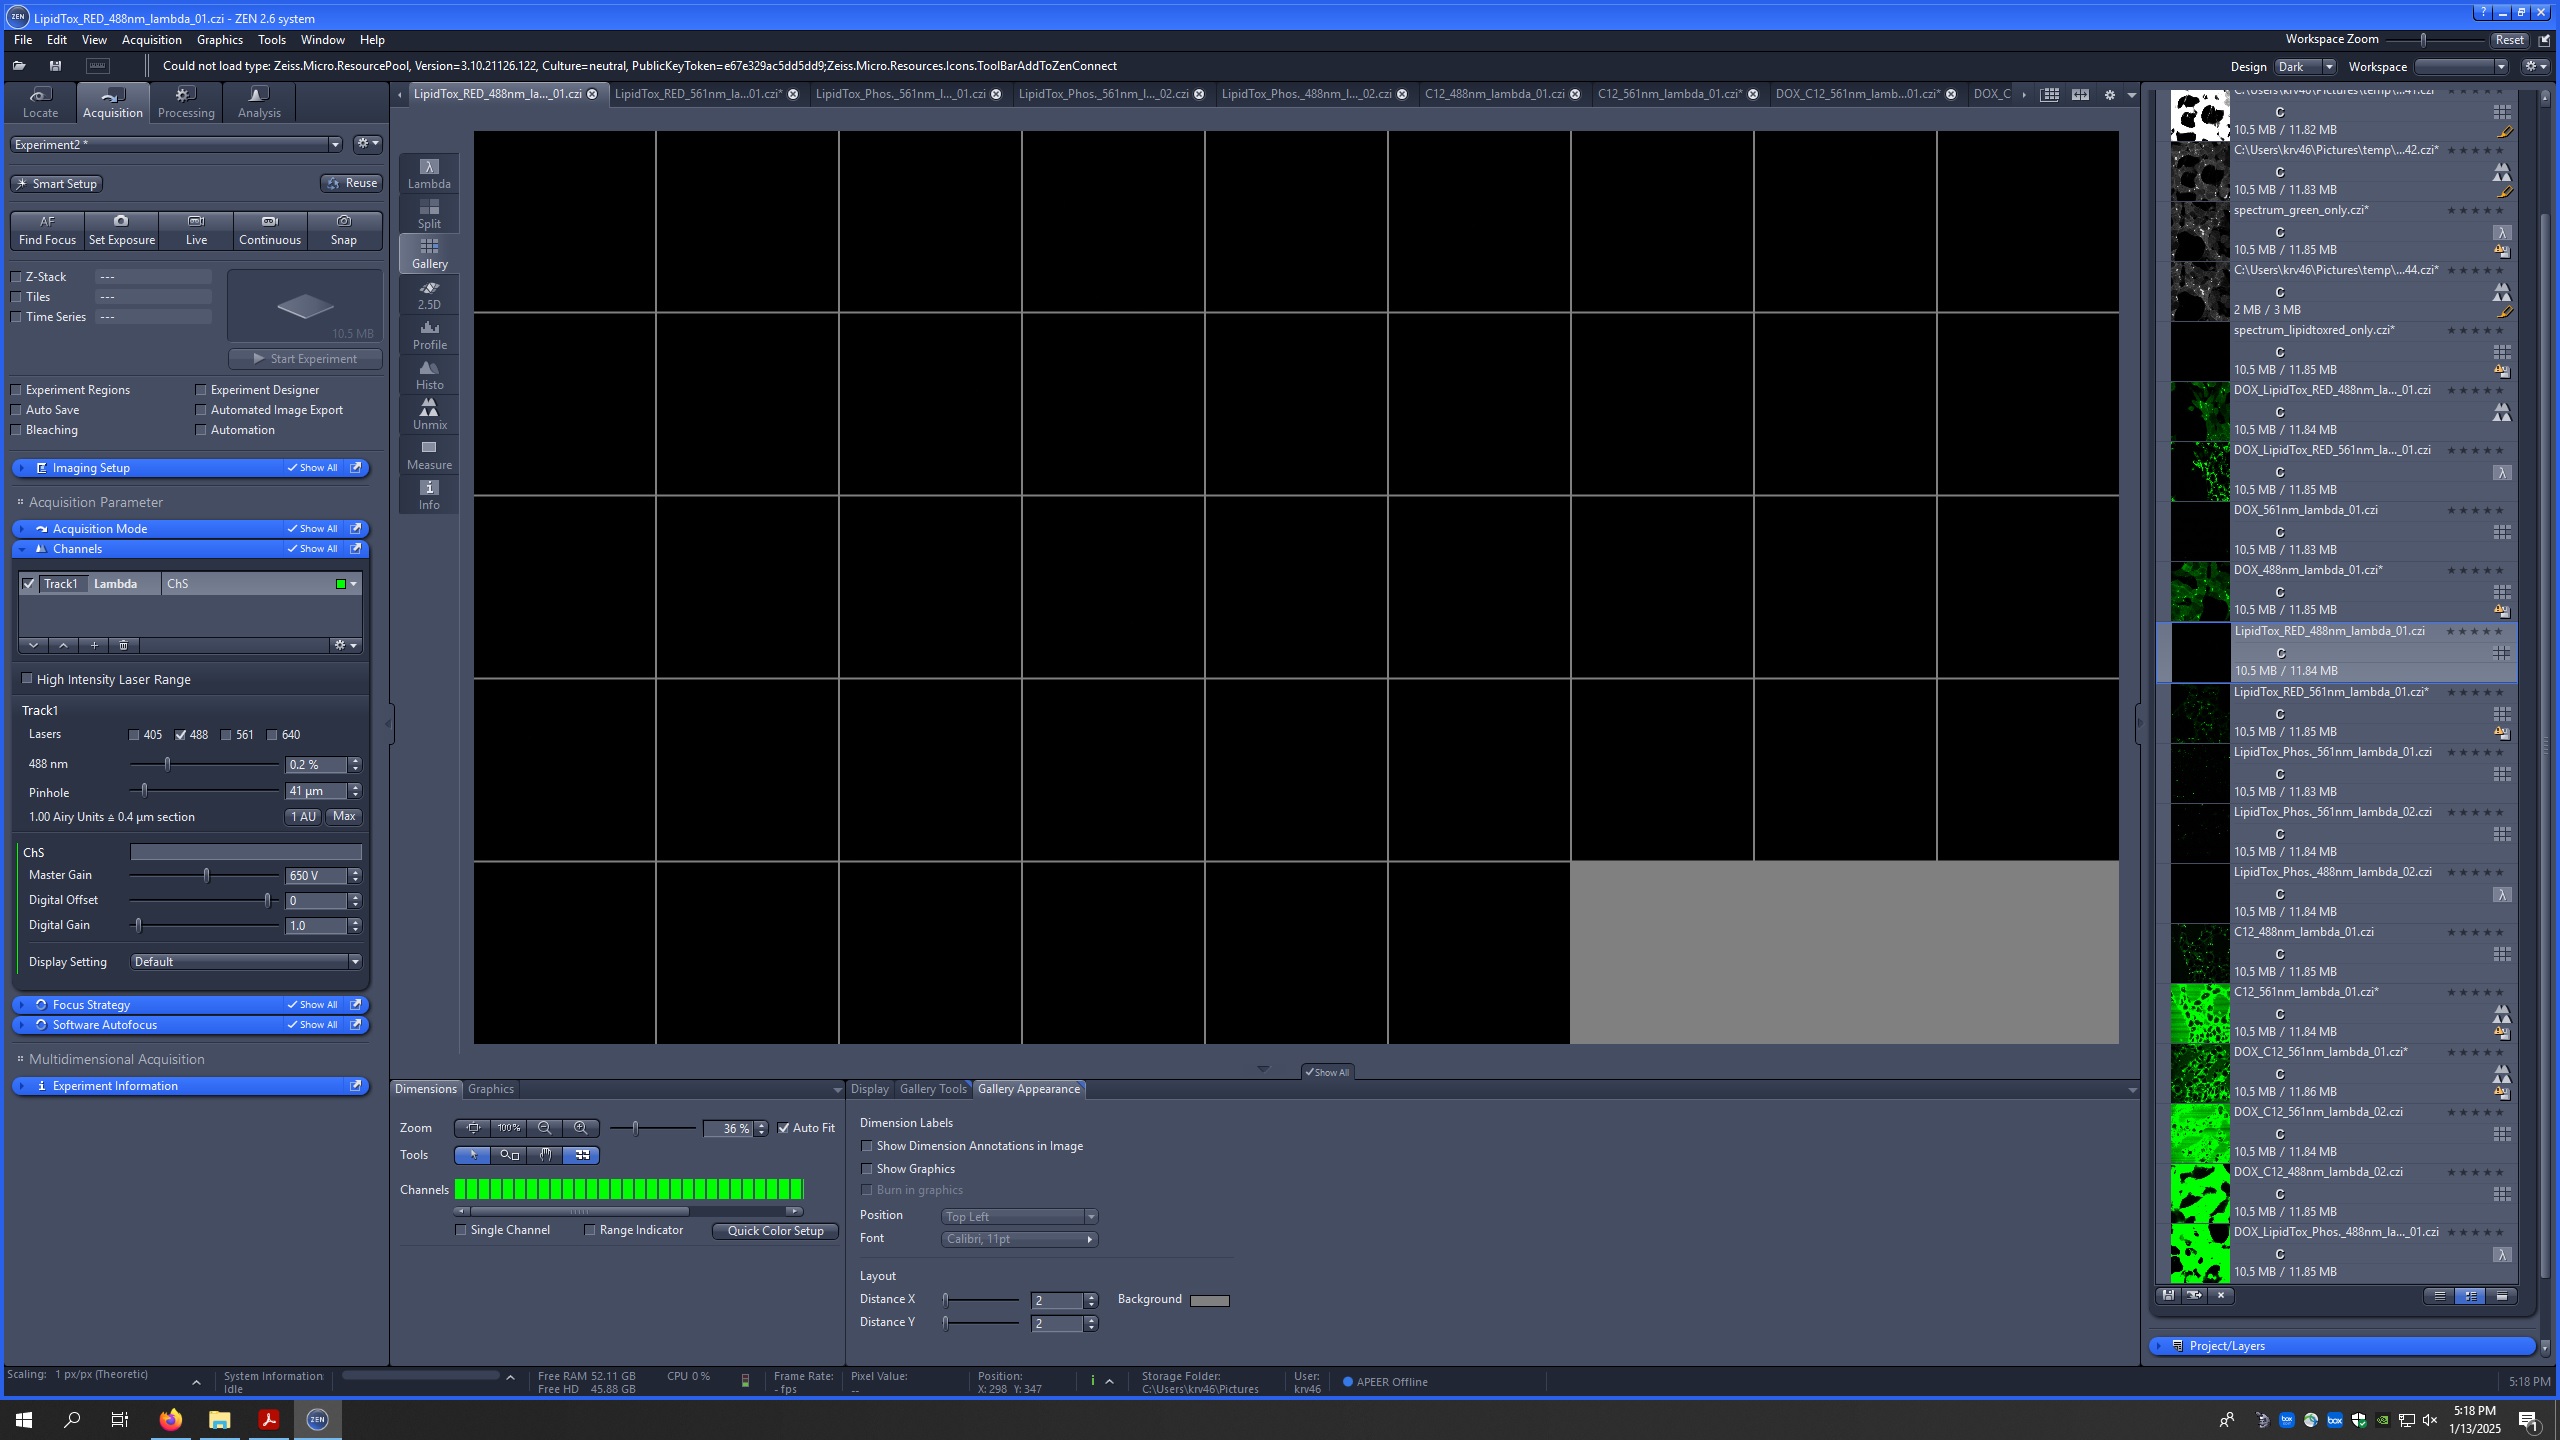 LipidTox_RED_488nm_lambda_01.czi - ZEN 2.6 system
File Edit View Acquisition Graphics Tools Window Help
Workspace Zoom Reset
Could not load type: Zeiss.Micro.ResourcePool, Version=3.10.21126.122, Culture=neutral, PublicKeyToken=e67e329ac5dd5dd9;Zeiss.Micro.Resources.Icons.ToolBarAddToZenConnect
Design Dark Workspace
Locate Acquisition Processing Analysis
LipidTox_RED_488nm_la..._01.czi LipidTox_RED_561nm_la...01.czi* LipidTox_Phos._561nm_l..._01.czi LipidTox_Phos._561nm_l..._02.czi LipidTox_Phos._488nm_l..._02.czi C12_488nm_lambda_01.czi C12_561nm_lambda_01.czi* DOX_C12_561nm_lamb...01.czi* DOX_C
Experiment2 *
Smart Setup Reuse
AF
Find Focus Set Exposure Live Continuous Snap
Z-Stack ---
Tiles ---
Time Series ---
10.5 MB
Start Experiment
Experiment Regions Experiment Designer
Auto Save Automated Image Export
Bleaching Automation
Imaging Setup Show All
Acquisition Parameter
Acquisition Mode Show All
Channels Show All
Track1 Lambda ChS
High Intensity Laser Range
Track1
Lasers 405 488 561 640
488 nm 0.2 %
Pinhole 41 µm
1.00 Airy Units ≙ 0.4 µm section 1 AU Max
ChS
Master Gain 650 V
Digital Offset 0
Digital Gain 1.0
Display Setting Default
Focus Strategy Show All
Software Autofocus Show All
Multidimensional Acquisition
Experiment Information
λ
Lambda
Split
Gallery
2.5D
Profile
Histo
Unmix
Measure
Info
Show All
Dimensions Graphics
Zoom 100% 36 % Auto Fit
Tools
Channels
Single Channel Range Indicator Quick Color Setup
Display Gallery Tools Gallery Appearance
Dimension Labels
Show Dimension Annotations in Image
Show Graphics
Burn in graphics
Position Top Left
Font Calibri, 11pt
Layout
Distance X 2 Background
Distance Y 2
C:\Users\krv46\Pictures\temp\...41.czi
C
10.5 MB / 11.82 MB
C:\Users\krv46\Pictures\temp\...42.czi*
C
10.5 MB / 11.83 MB
spectrum_green_only.czi*
C λ
10.5 MB / 11.85 MB
C:\Users\krv46\Pictures\temp\...44.czi*
C
2 MB / 3 MB
spectrum_lipidtoxred_only.czi*
C
10.5 MB / 11.85 MB
DOX_LipidTox_RED_488nm_la..._01.czi
C
10.5 MB / 11.84 MB
DOX_LipidTox_RED_561nm_la..._01.czi
C λ
10.5 MB / 11.85 MB
DOX_561nm_lambda_01.czi
C
10.5 MB / 11.83 MB
DOX_488nm_lambda_01.czi*
C
10.5 MB / 11.85 MB
LipidTox_RED_488nm_lambda_01.czi
C
10.5 MB / 11.84 MB
LipidTox_RED_561nm_lambda_01.czi*
C
10.5 MB / 11.85 MB
LipidTox_Phos._561nm_lambda_01.czi
C
10.5 MB / 11.83 MB
LipidTox_Phos._561nm_lambda_02.czi
C
10.5 MB / 11.84 MB
LipidTox_Phos._488nm_lambda_02.czi
C λ
10.5 MB / 11.84 MB
C12_488nm_lambda_01.czi
C
10.5 MB / 11.85 MB
C12_561nm_lambda_01.czi*
C
10.5 MB / 11.84 MB
DOX_C12_561nm_lambda_01.czi*
C
10.5 MB / 11.86 MB
DOX_C12_561nm_lambda_02.czi
C
10.5 MB / 11.84 MB
DOX_C12_488nm_lambda_02.czi
C
10.5 MB / 11.85 MB
DOX_LipidTox_Phos._488nm_la..._01.czi
C λ
10.5 MB / 11.85 MB
Project/Layers
Scaling: 1 px/px (Theoretic)
System Information:
Idle
Free RAM 52.11 GB
Free HD 45.88 GB
CPU 0 %
Frame Rate:
- fps
Pixel Value:
--
Position:
X: 298 Y: 347
Storage Folder:
C:\Users\krv46\Pictures
User:
krv46
APEER Offline
5:18 PM
ZEN
5:18 PM
1/13/2025